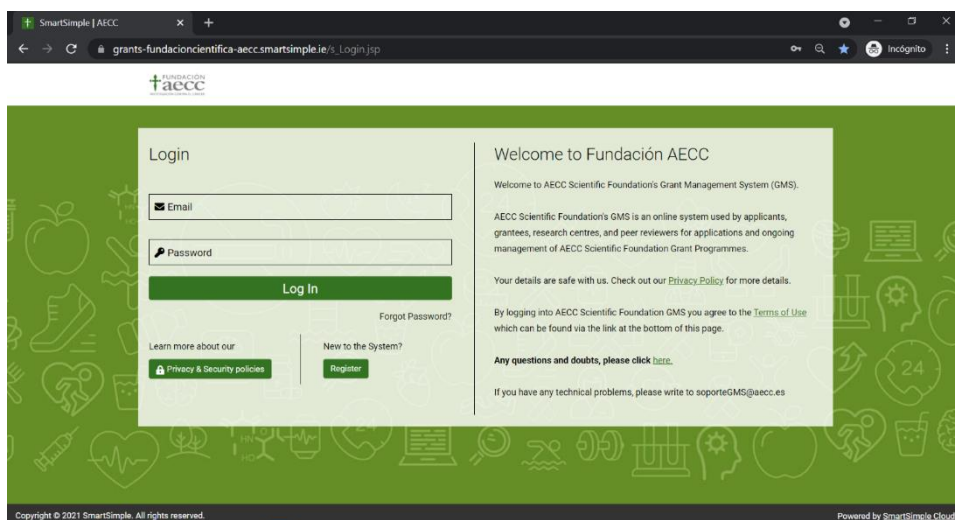 SmartSimple | AECC
grants-fundacioncientifica-aecc.smartsimple.ie/s_Login.jsp
Incógnito
FUNDACIÓN
aecc
Login
Email
Password
Log In
Forgot Password?
Learn more about our
Privacy & Security policies
New to the System?
Register
Welcome to Fundación AECC
Welcome to AECC Scientific Foundation's Grant Management System (GMS).
AECC Scientific Foundation's GMS is an online system used by applicants,
grantees, research centres, and peer reviewers for applications and ongoing
management of AECC Scientific Foundation Grant Programmes.
Your details are safe with us. Check out our Privacy Policy for more details.
By logging into AECC Scientific Foundation GMS you agree to the Terms of Use
which can be found via the link at the bottom of this page.
Any questions and doubts, please click here.
If you have any technical problems, please write to soporteGMS@aecc.es
24
24
Copyright © 2021 SmartSimple. All rights reserved.
Powered by SmartSimple Cloud